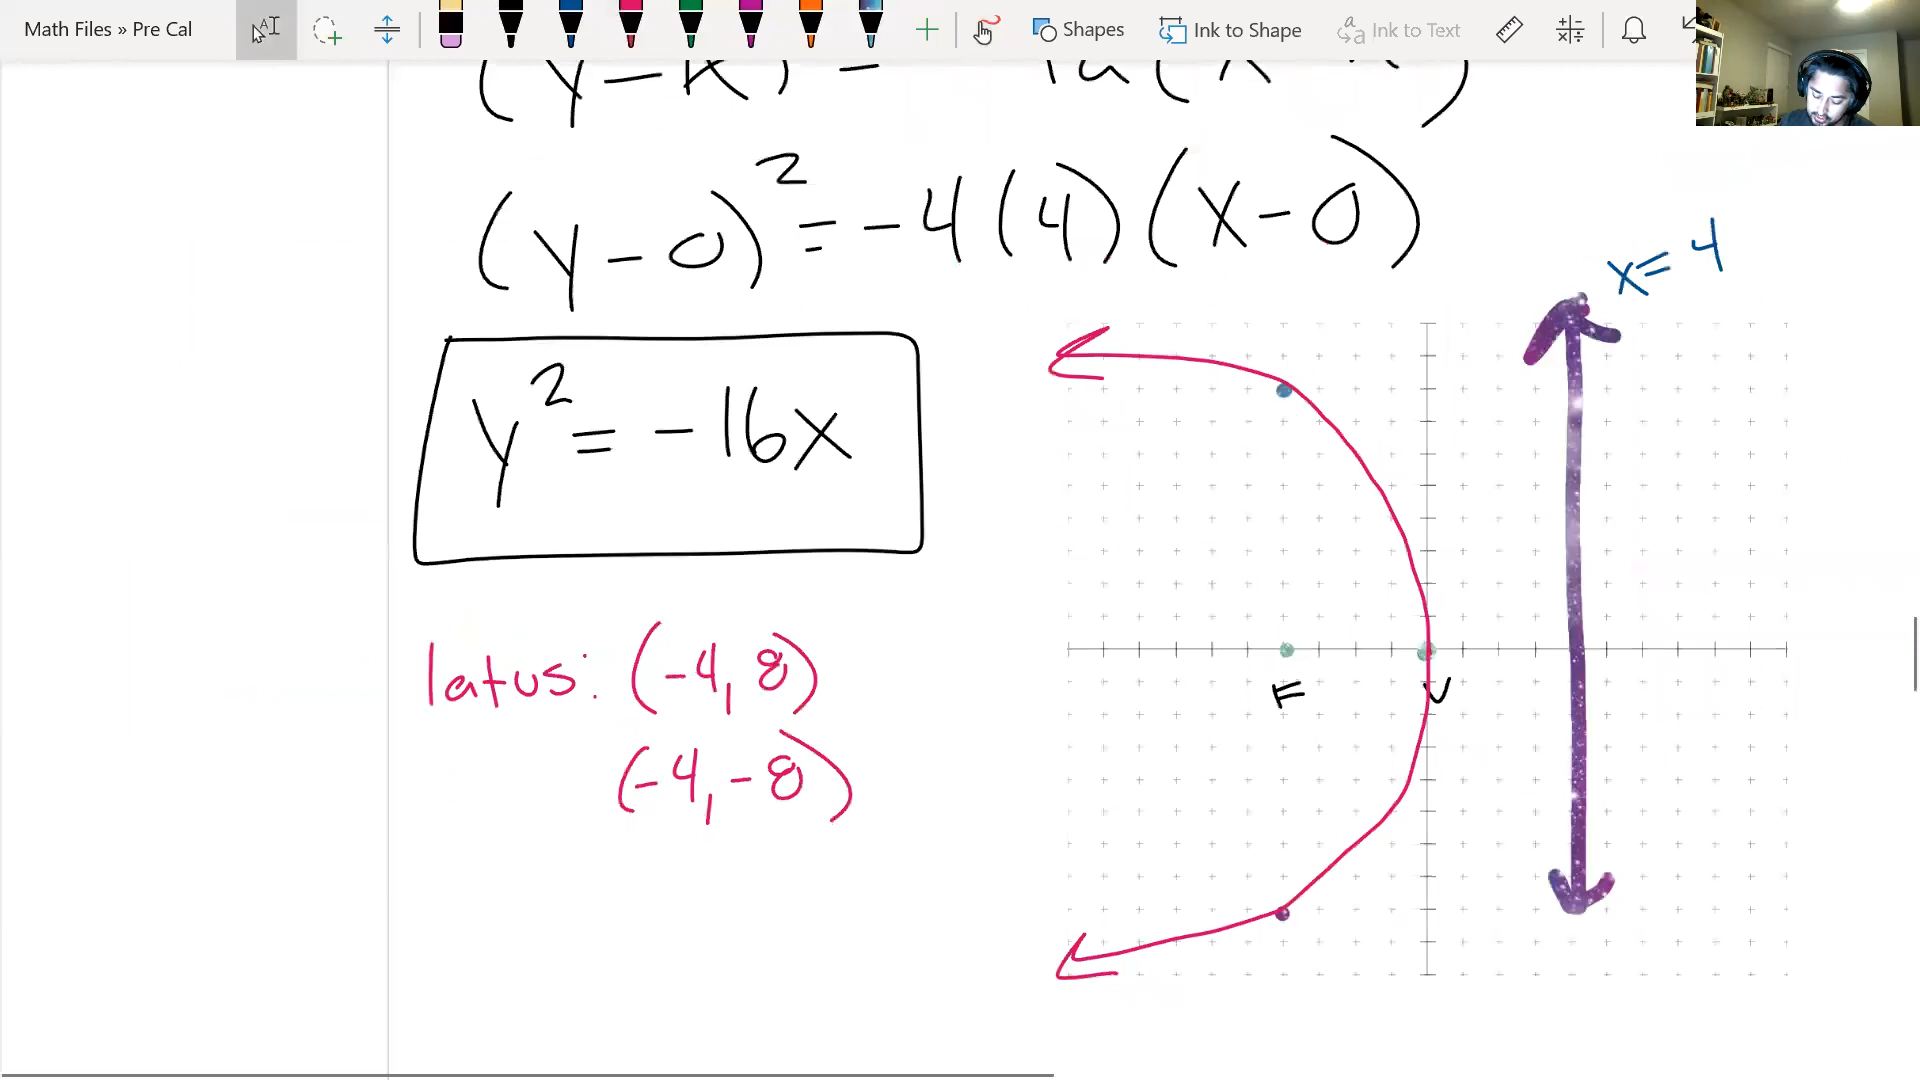 Math Files » Pre Cal
Shapes
Ink to Shape
Ink to Text
(y-0)² = -4(4)(x-0)
y² = -16x
x=4
latus: (-4, 8)
(-4, -8)
F
V